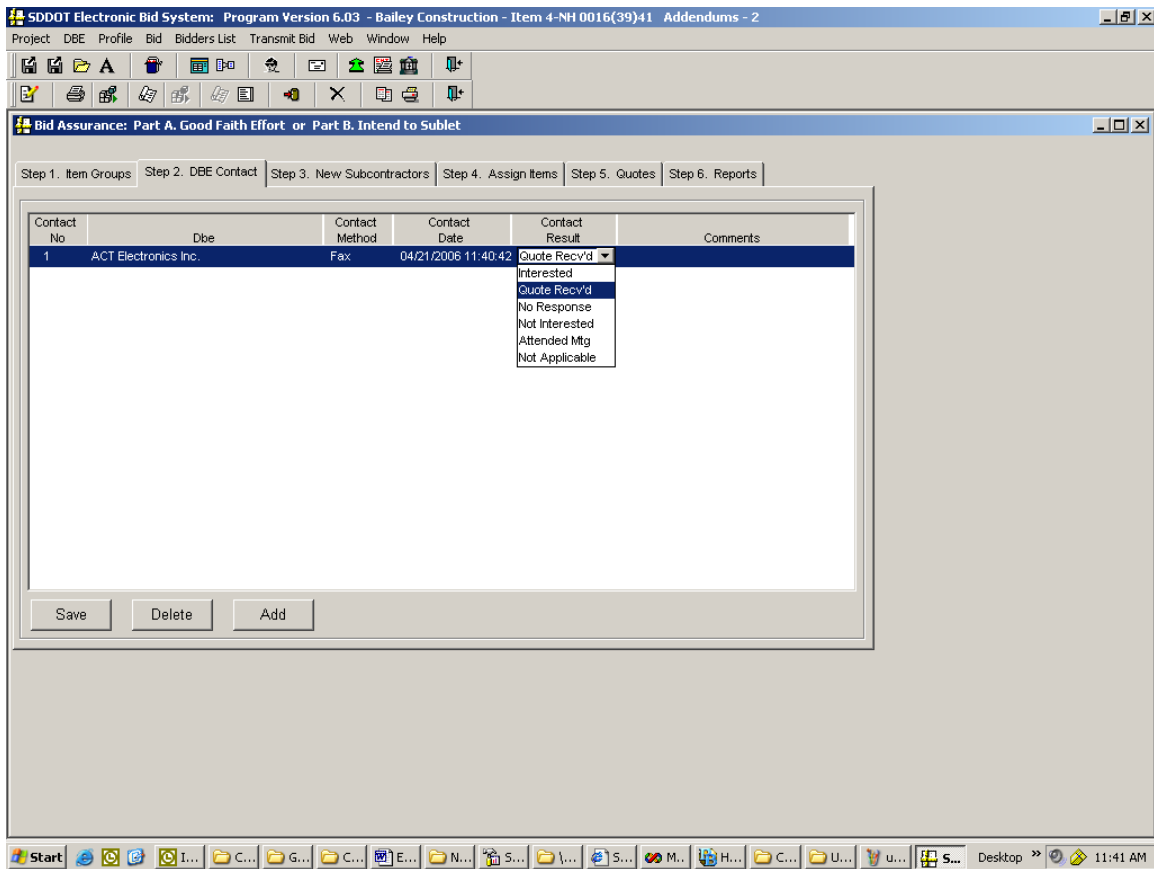 SDDOT Electronic Bid System: Program Version 6.03 - Bailey Construction - Item 4-NH 0016(39)41 Addendums - 2
Project DBE Profile Bid Bidders List Transmit Bid Web Window Help
A
Bid Assurance: Part A. Good Faith Effort or Part B. Intend to Sublet
Step 1. Item Groups Step 2. DBE Contact Step 3. New Subcontractors Step 4. Assign Items Step 5. Quotes Step 6. Reports
Contact Contact Contact Contact
No Dbe Method Date Result Comments
1 ACT Electronics Inc. Fax 04/21/2006 11:40:42 Quote Recv'd
Interested
Quote Recv'd
No Response
Not Interested
Attended Mtg
Not Applicable
Save Delete Add
Start I... C... G... C... E... N... S... \... S... M.. H... C... U... u... S... Desktop » 11:41 AM